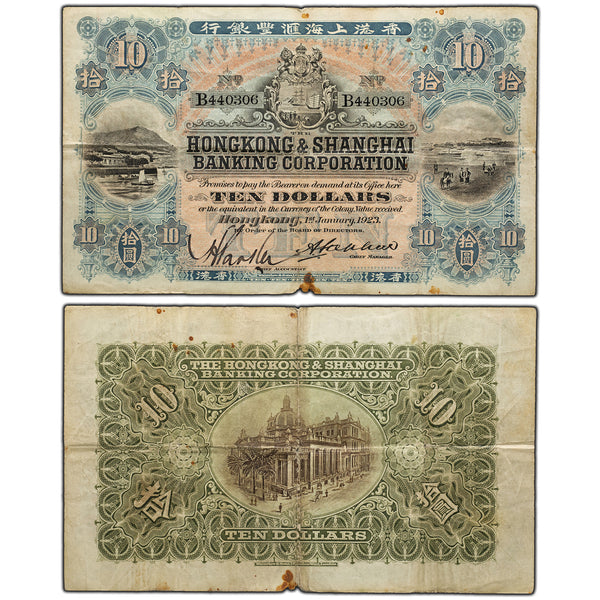 行銀豐滙海上港香
10 10
拾 拾
Nº Nº
B440306 B440306
THE
HONGKONG & SHANGHAI
BANKING CORPORATION
Promises to pay the Bearer on demand at its Office here
TEN DOLLARS
or the equivalent in the Currency of the Colony, Value received.
Hongkong, 1st January, 1923.
By Order of the BOARD OF DIRECTORS,
10 拾圓 拾圓 10
CHIEF ACCOUNTANT CHIEF MANAGER
港香 港香
THE HONGKONG & SHANGHAI
BANKING CORPORATION.
10 10
拾 圓
TEN DOLLARS